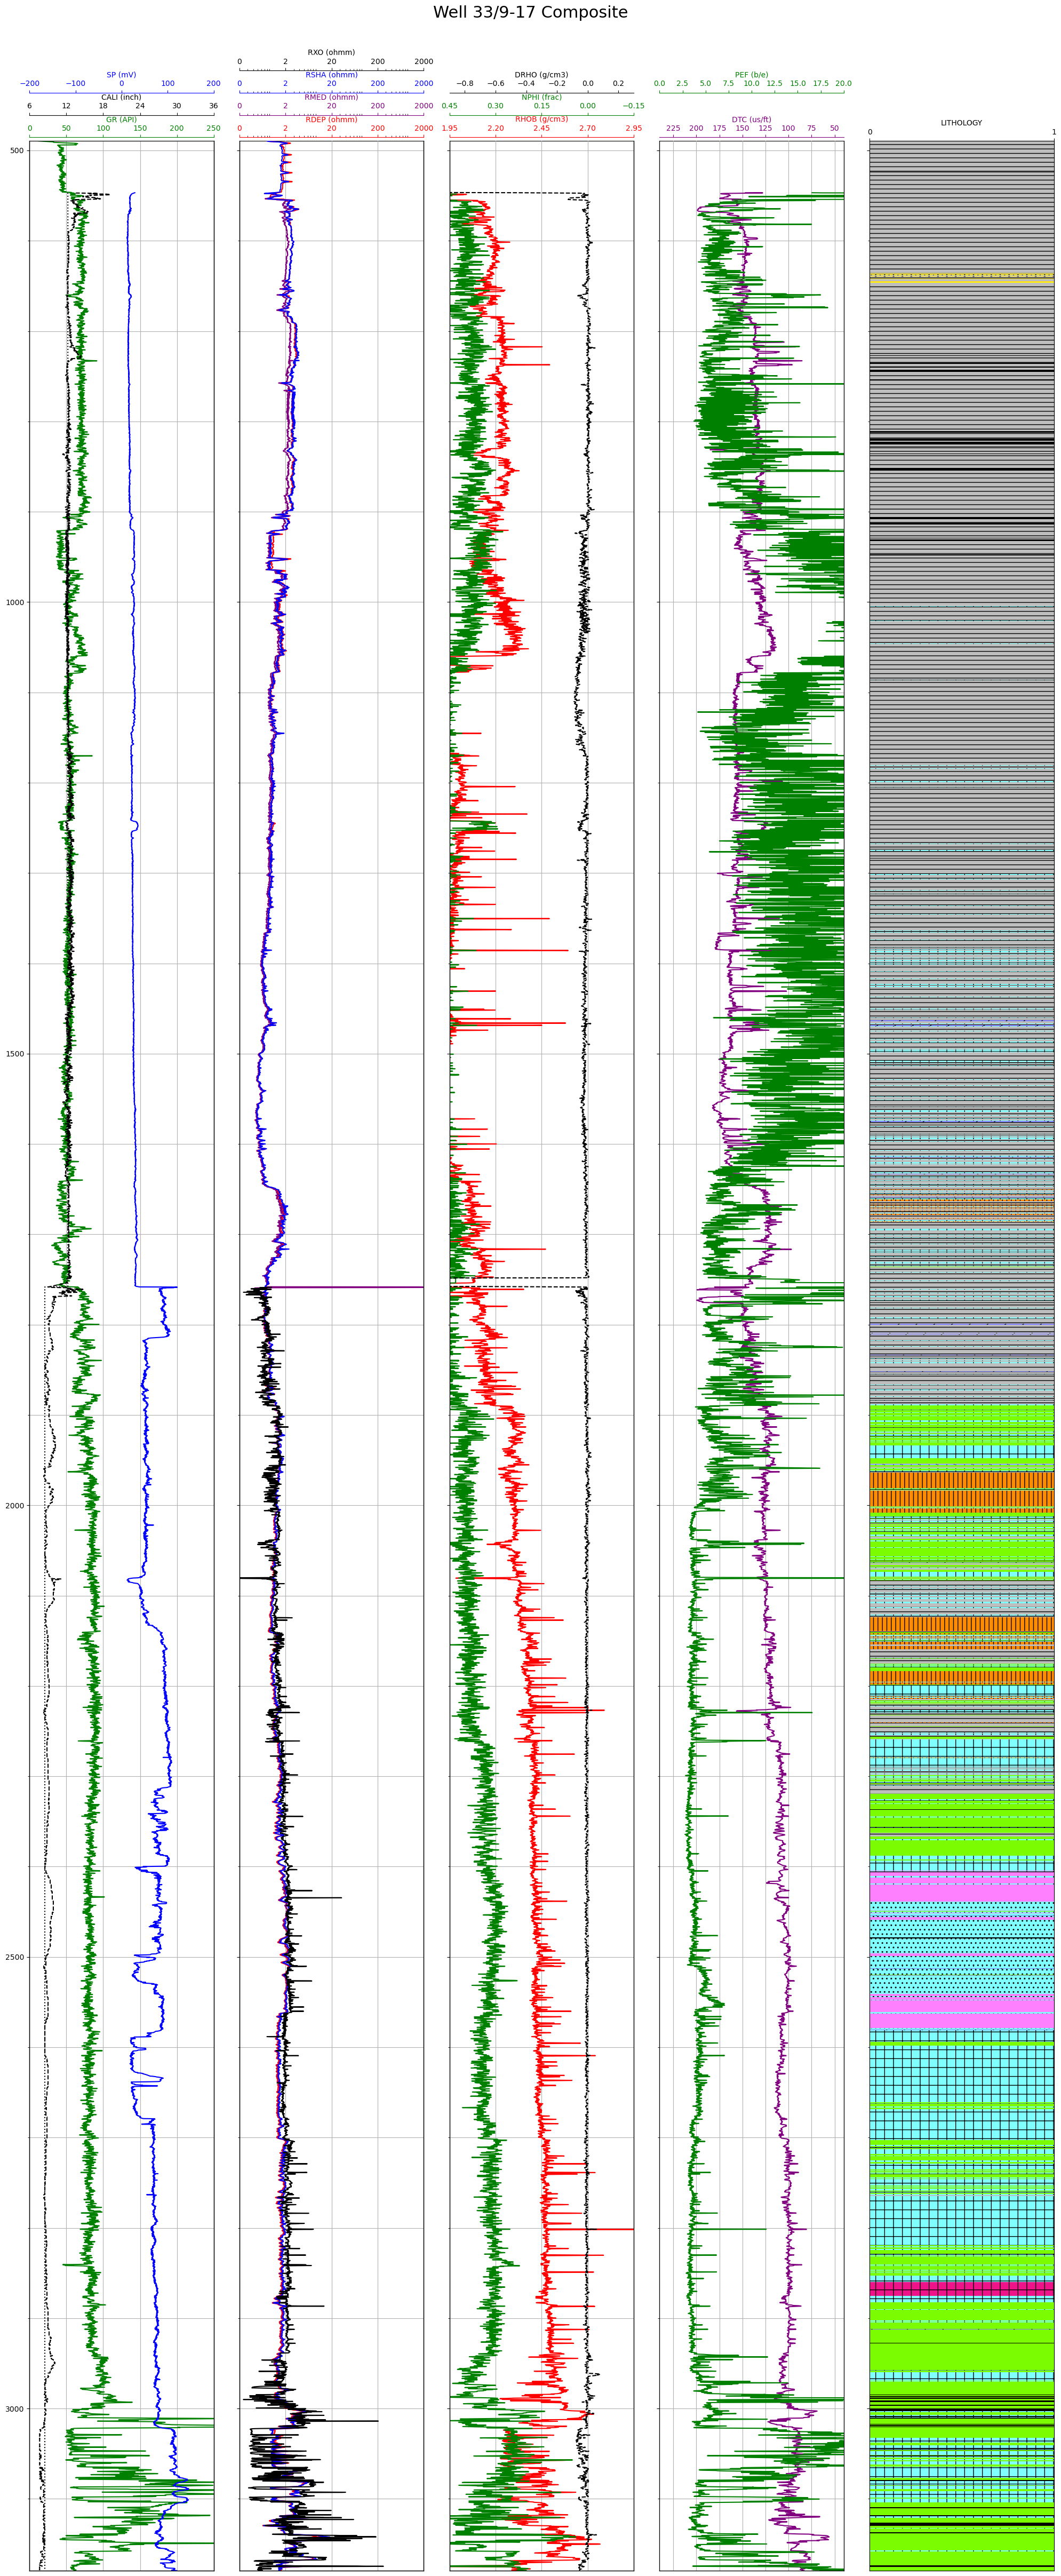 Well 33/9-17 Composite
RXO (ohmm)
0 2 20 200 2000
SP (mV)
−200 −100 0 100 200
RSHA (ohmm)
0 2 20 200 2000
DRHO (g/cm3)
−0.8 −0.6 −0.4 −0.2 0.0 0.2
PEF (b/e)
0.0 2.5 5.0 7.5 10.0 12.5 15.0 17.5 20.0
CALI (inch)
6 12 18 24 30 36
RMED (ohmm)
0 2 20 200 2000
NPHI (frac)
0.45 0.30 0.15 0.00 −0.15
GR (API)
0 50 100 150 200 250
RDEP (ohmm)
0 2 20 200 2000
RHOB (g/cm3)
1.95 2.20 2.45 2.70 2.95
DTC (us/ft)
225 200 175 150 125 100 75 50
LITHOLOGY
0 1
500
1000
1500
2000
2500
3000